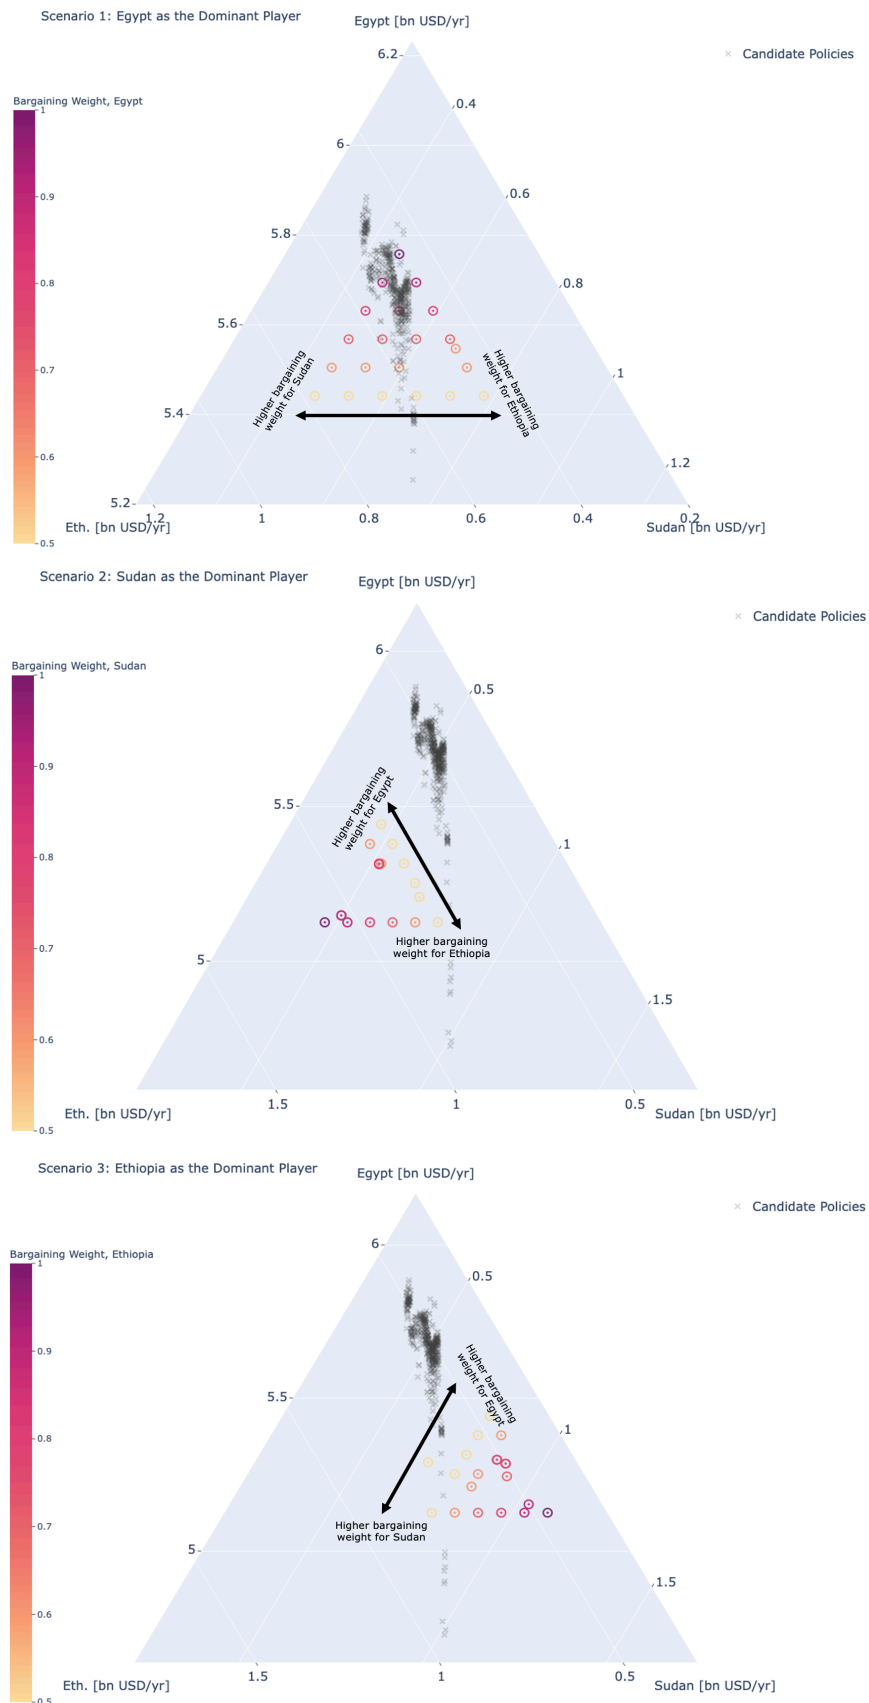 Scenario 1: Egypt as the Dominant Player
Egypt [bn USD/yr]
Candidate Policies
Bargaining Weight, Egypt
1
0.9
0.8
0.7
0.6
0.5
6.2
6
5.8
5.6
5.4
5.2
0.4
0.6
0.8
1
1.2
Higher bargaining
weight for Sudan
Higher bargaining
weight for Ethiopia
1.2
1
0.8
0.6
0.4
0.2
Eth. [bn USD/yr]
Sudan [bn USD/yr]
Scenario 2: Sudan as the Dominant Player
Egypt [bn USD/yr]
Candidate Policies
Bargaining Weight, Sudan
1
0.9
0.8
0.7
0.6
0.5
6
5.5
5
0.5
1
1.5
Higher bargaining
weight for Egypt
Higher bargaining
weight for Ethiopia
1.5
1
0.5
Eth. [bn USD/yr]
Sudan [bn USD/yr]
Scenario 3: Ethiopia as the Dominant Player
Egypt [bn USD/yr]
Candidate Policies
Bargaining Weight, Ethiopia
1
0.9
0.8
0.7
0.6
0.5
6
5.5
5
0.5
1
1.5
Higher bargaining
weight for Egypt
Higher bargaining
weight for Sudan
1.5
1
0.5
Eth. [bn USD/yr]
Sudan [bn USD/yr]